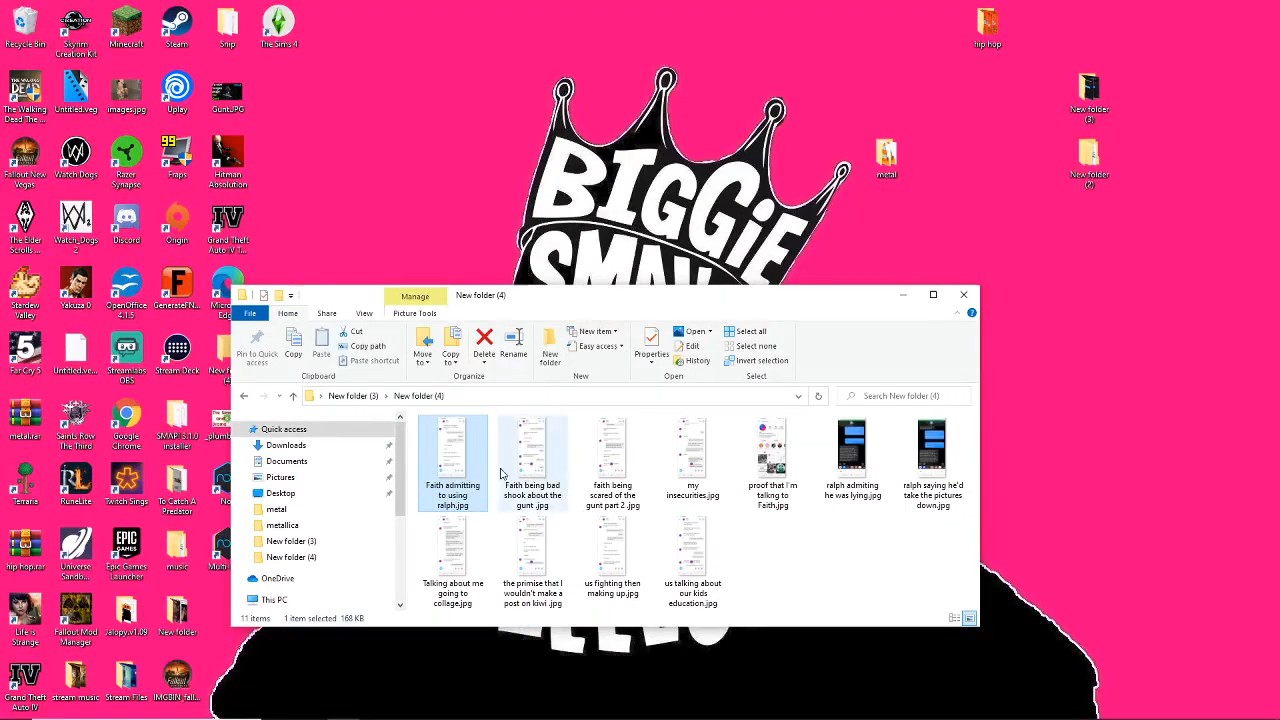 Recycle Bin
Skyrim
Creation Kit
Minecraft
Steam
Snip
The Sims 4
hip hop
The Walking
Dead The ...
Untitled.veg
images.jpg
Uplay
GuntJPG
New folder
(3)
Fallout New
Vegas
Watch Dogs
Razer
Synapse
Fraps
Hitman
Absolution
metal
New folder
(2)
The Elder
Scrolls ...
Watch_Dogs
2
Discord
Origin
Grand Theft
Auto IV T...
BIGGiE
SMALL
Stardew
Valley
Yakuza 0
OpenOffice
4.1.5
GenerateFN...
Far Cry 5
Untitled.ve...
Streamlabs
OBS
Stream Deck
metal.rar
Saints Row
The Third
Google
Chrome
SMAPI 3.1.0
installer
Terraria
RuneLite
Twitch Sings
To Catch A
Predator
hip hop.rar
Universe
Sandb...
Epic Games
Launcher
music
Life is
Strange
Fallout Mod
Manager
Jalopy.v1.09
New folder
Grand Theft
Auto IV
stream music
Stream Files
IMGBIN_fall...
Manage
New folder (4)
File
Home
Share
View
Picture Tools
Pin to Quick
access
Copy
Paste
Cut
Copy path
Paste shortcut
Clipboard
Move
to
Copy
to
Delete
Rename
Organize
New
folder
New item
Easy access
New
Properties
Open
Edit
History
Open
Select all
Select none
Invert selection
Select
New folder (3)
New folder (4)
Search New folder (4)
Quick access
Downloads
Documents
Pictures
Desktop
metal
metallica
New folder (3)
New folder (4)
OneDrive
This PC
Faith admitting
to using
ralph.jpg
Faith being bad
shook about the
gunt .jpg
faith being
scared of the
gunt part 2 .jpg
my
insecurities.jpg
proof that I'm
talking to
Faith.jpg
ralph admiting
he was lying.jpg
ralph saying he'd
take the pictures
down.jpg
Talking about me
going to
collage.jpg
the primise that I
wouldn't make a
post on kiwi .jpg
us fighting then
making up.jpg
us talking about
our kids
education.jpg
11 items
1 item selected 168 KB